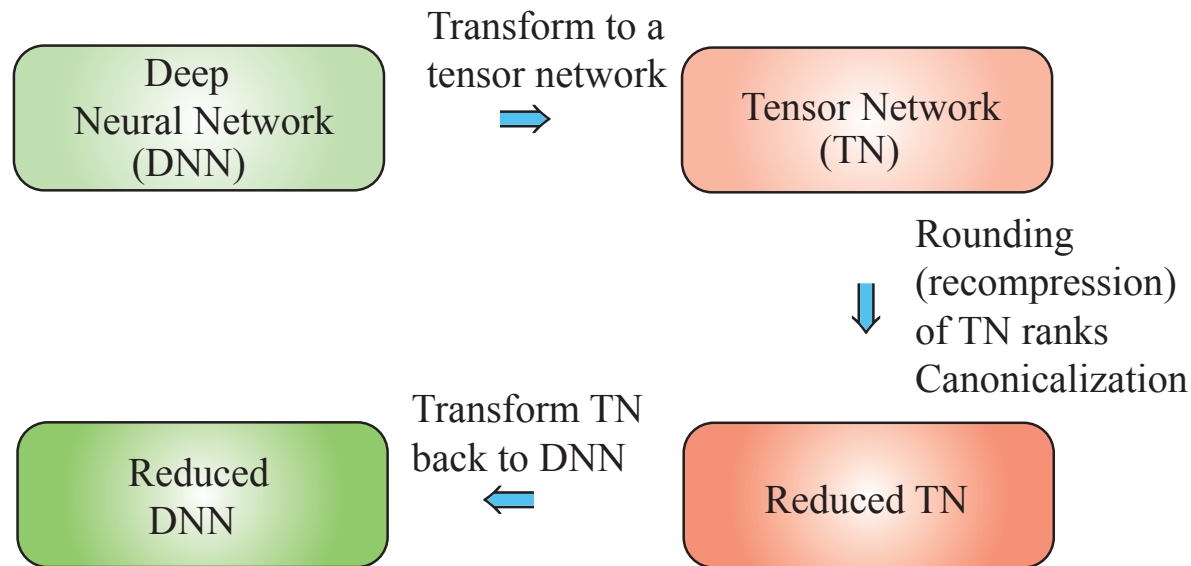 Deep
Neural Network
(DNN)
Transform to a
tensor network
Tensor Network
(TN)
Rounding
(recompression)
of TN ranks
Canonicalization
Reduced TN
Transform TN
back to DNN
Reduced
DNN